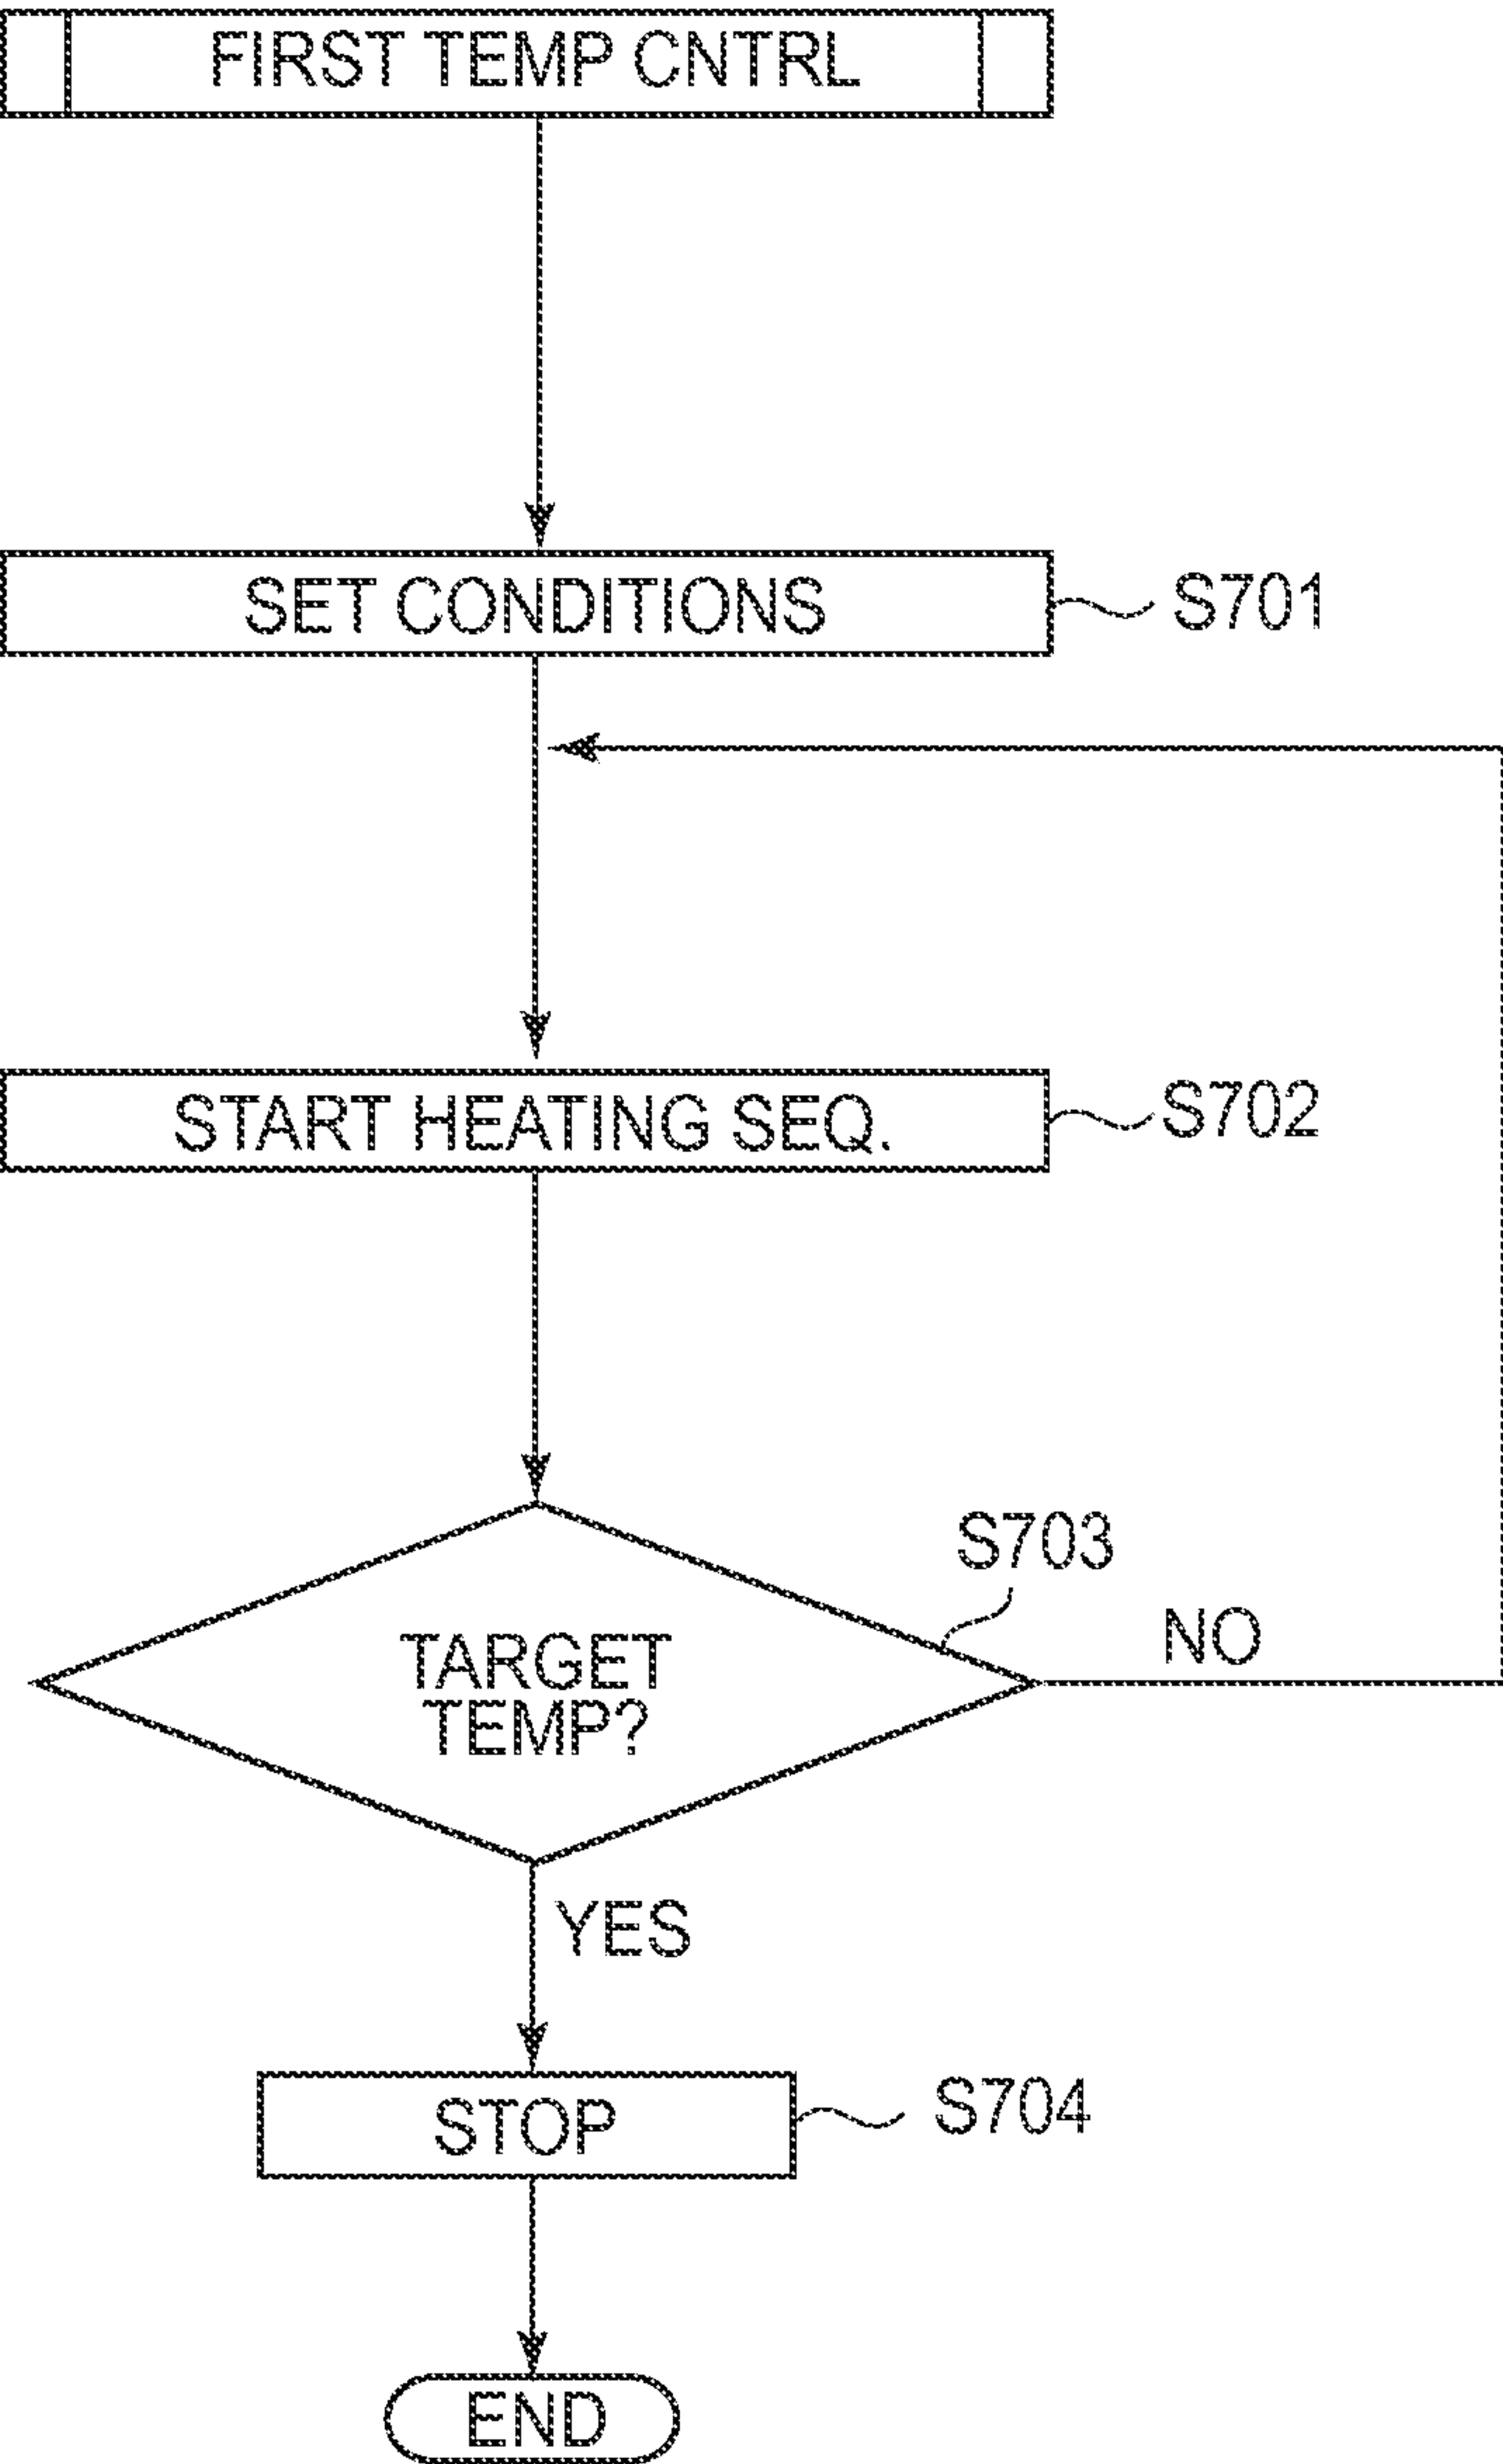 FIRST TEMP CNTRL
SET CONDITIONS
S701
START HEATING SEQ.
S702
S703
TARGET
TEMP?
NO
YES
STOP
S704
END